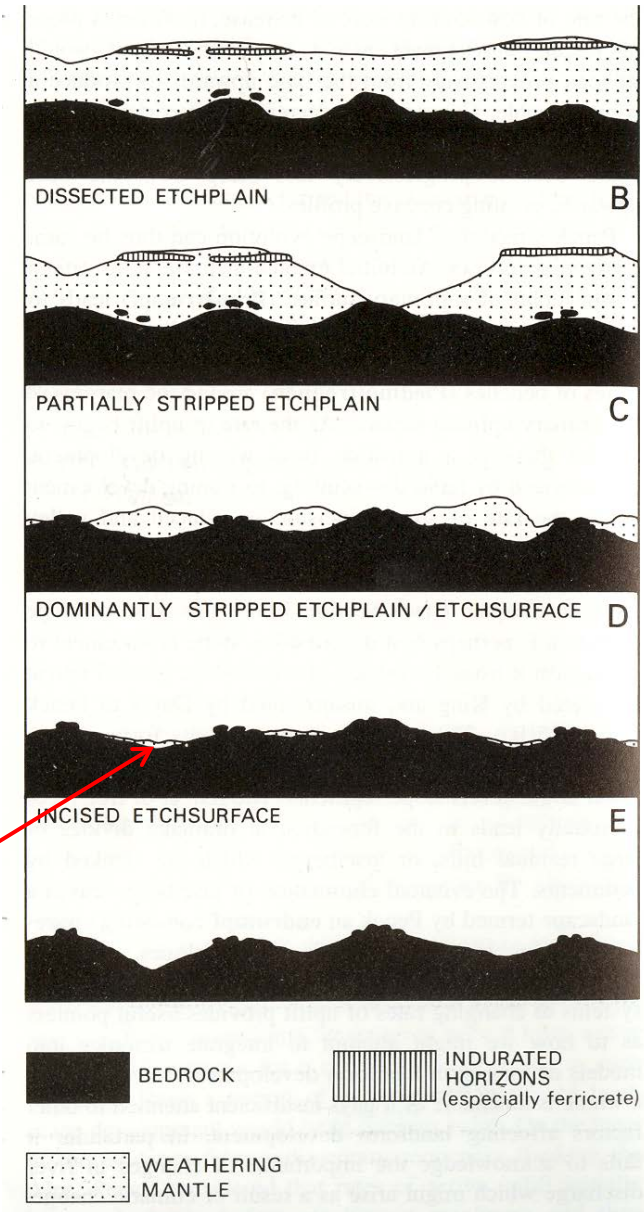 DISSECTED ETCHPLAIN B
PARTIALLY STRIPPED ETCHPLAIN C
DOMINANTLY STRIPPED ETCHPLAIN / ETCHSURFACE D
INCISED ETCHSURFACE E
BEDROCK
INDURATED
HORIZONS
(especially ferricrete)
WEATHERING
MANTLE